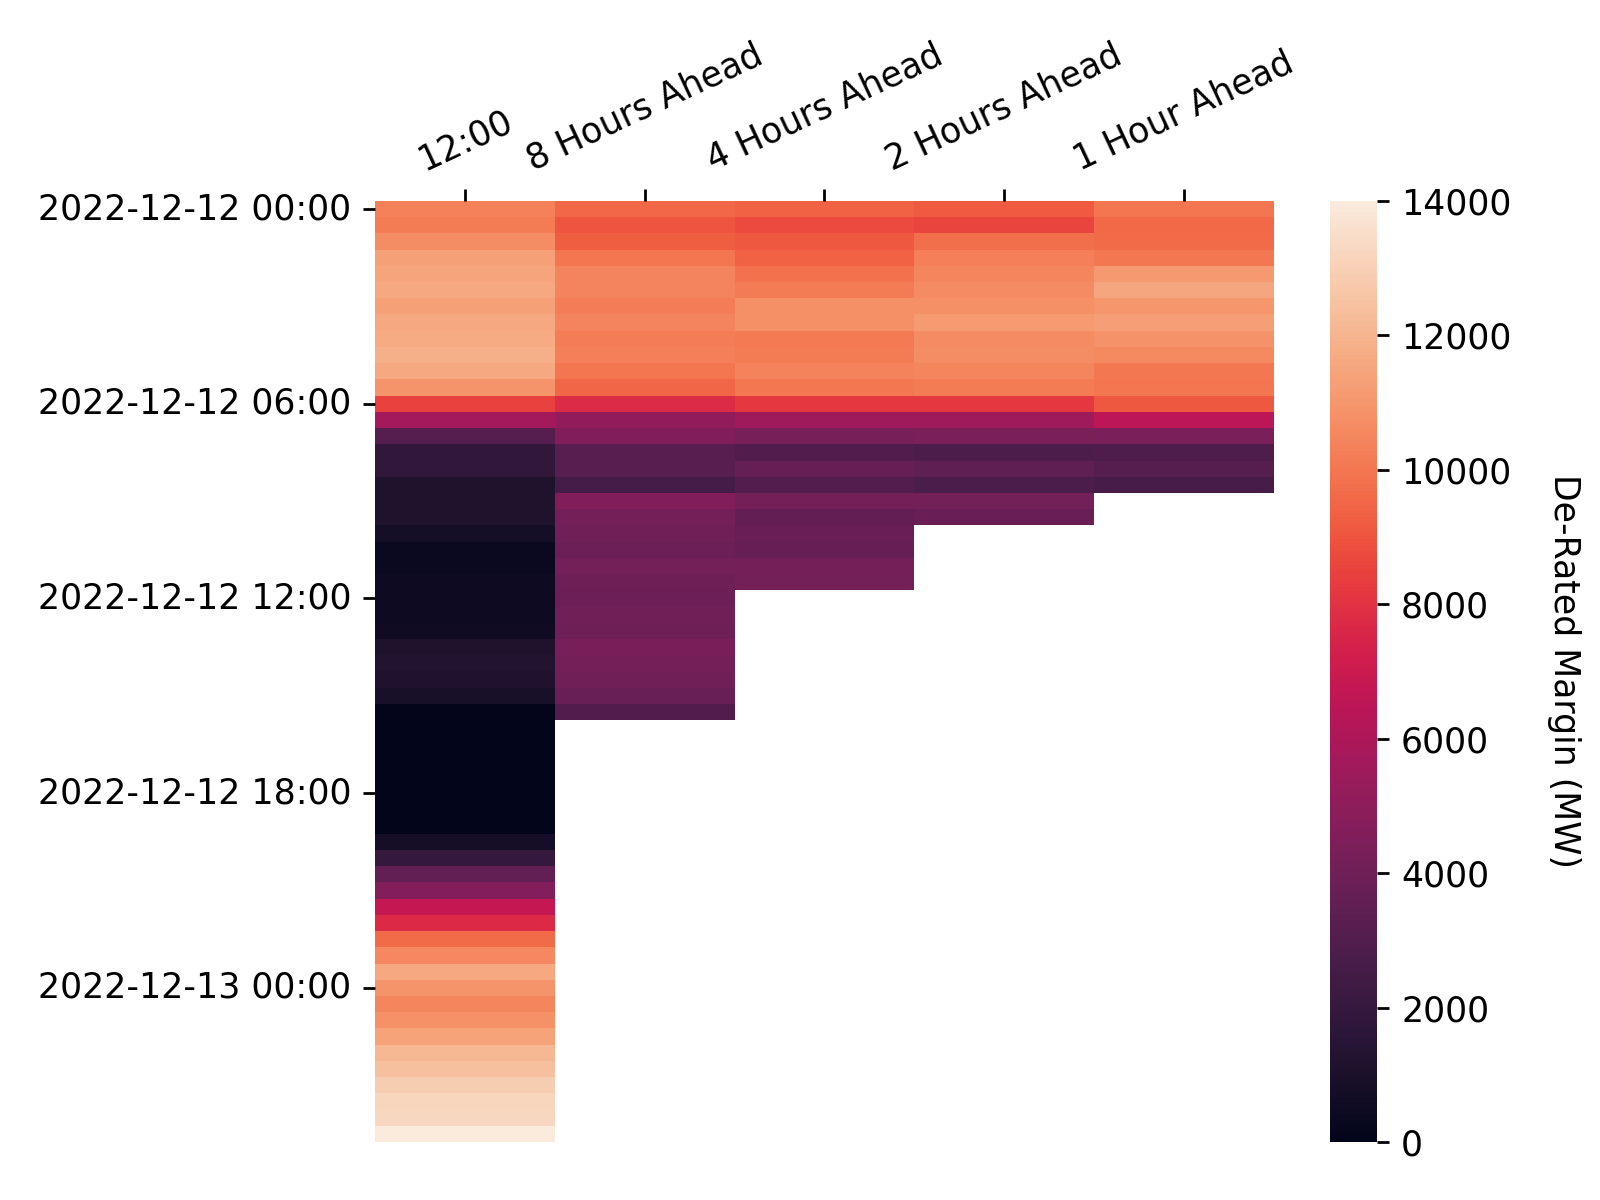 12:00
8 Hours Ahead
4 Hours Ahead
2 Hours Ahead
1 Hour Ahead
2022-12-12 00:00
2022-12-12 06:00
2022-12-12 12:00
2022-12-12 18:00
2022-12-13 00:00
14000
12000
10000
8000
6000
4000
2000
0
De-Rated Margin (MW)